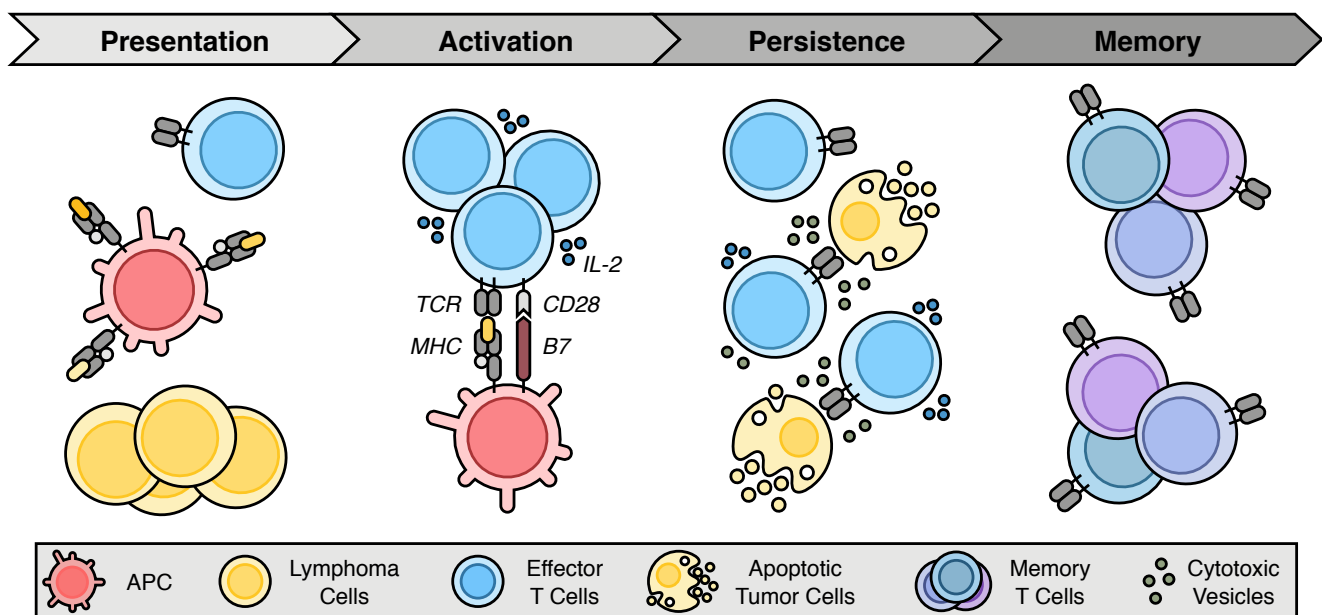 Presentation
Activation
Persistence
Memory
IL-2
TCR
CD28
MHC
B7
APC
Lymphoma
Cells
Effector
T Cells
Apoptotic
Tumor Cells
Memory
T Cells
Cytotoxic
Vesicles